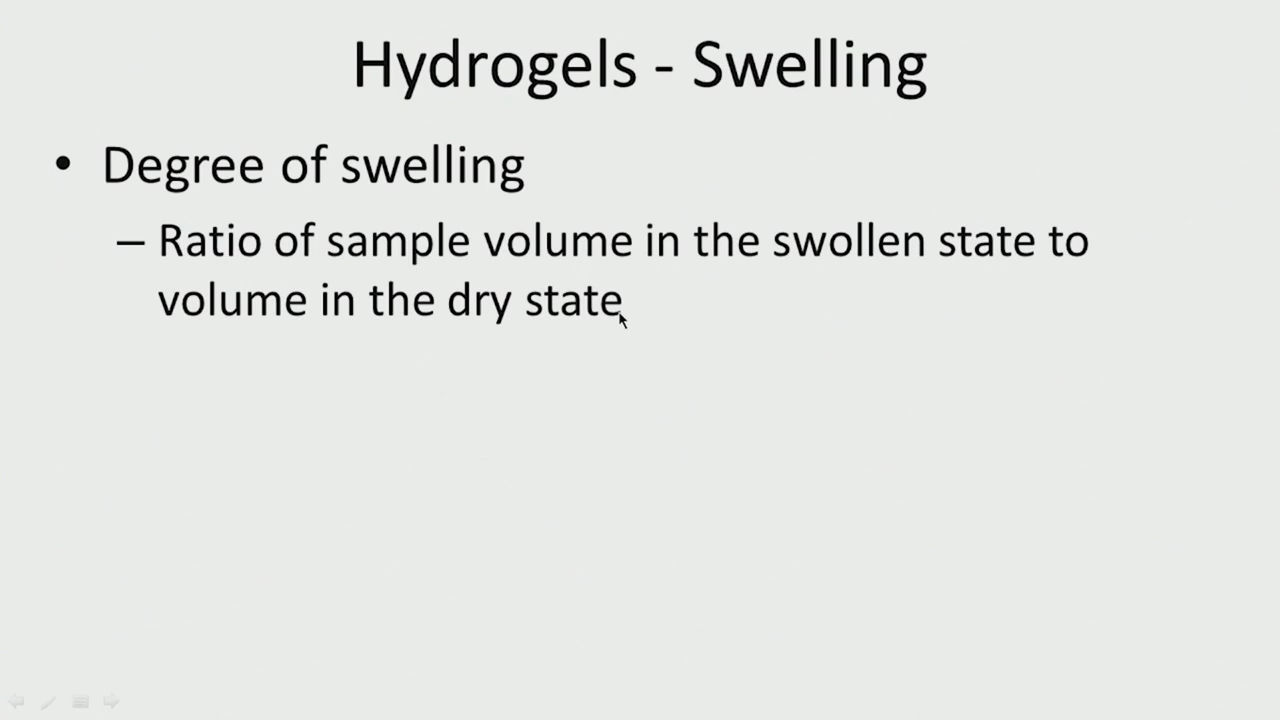 Hydrogels - Swelling
• Degree of swelling
– Ratio of sample volume in the swollen state to
volume in the dry state